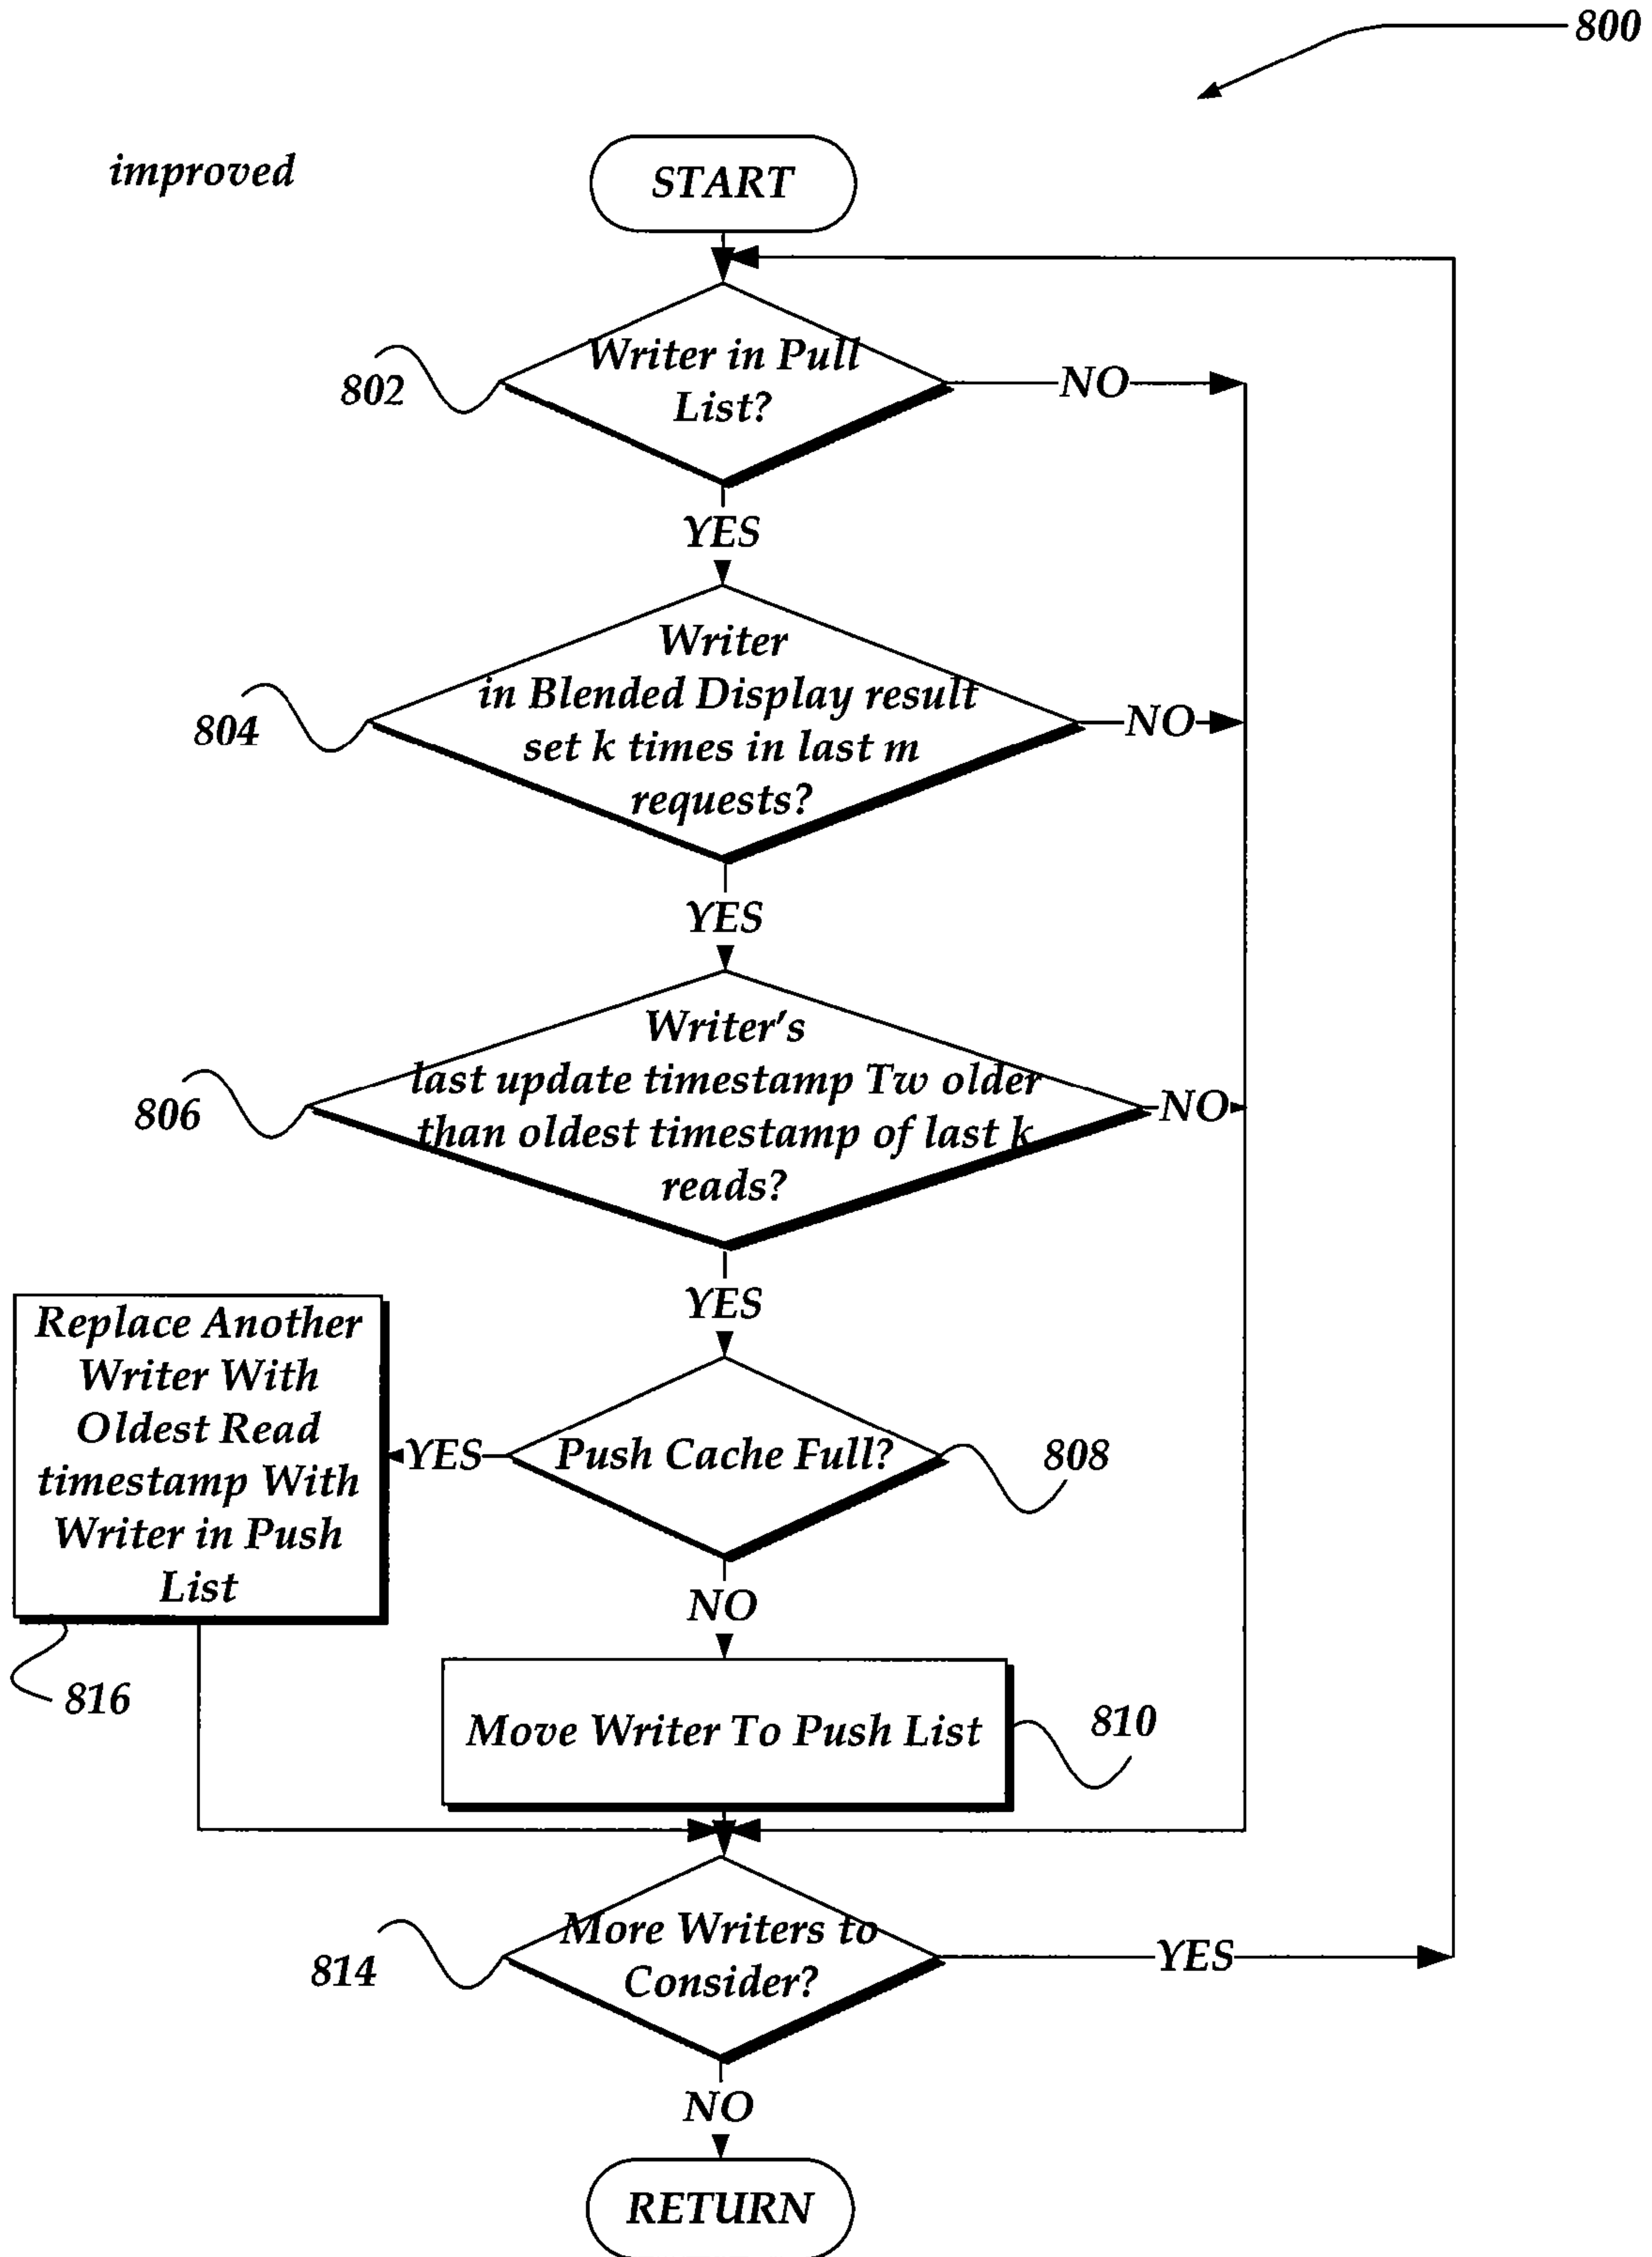 800
improved
START
Writer in Pull
List?
802
NO
YES
Writer
in Blended Display result
set k times in last m
requests?
804
NO
YES
Writer's
last update timestamp Tw older
than oldest timestamp of last k
reads?
806
NO
YES
Replace Another
Writer With
Oldest Read
timestamp With
Writer in Push
List
816
YES
Push Cache Full?
808
NO
Move Writer To Push List
810
More Writers to
Consider?
814
YES
NO
RETURN